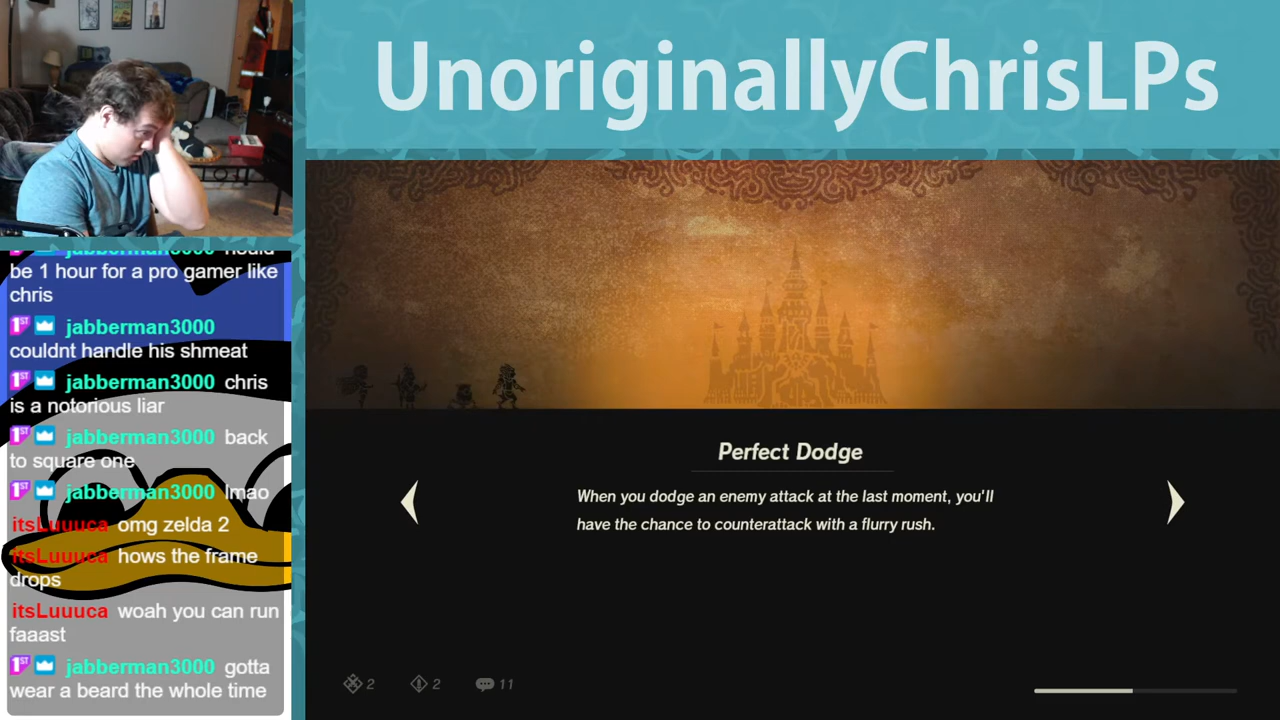 UnoriginallyChrisLPs
jabberman3000
be 1 hour for a pro gamer like
chris
jabberman3000
couldnt handle his shmeat
jabberman3000 chris
is a notorious liar
jabberman3000 back
to square one
jabberman3000 lmao
itsLuuuca omg zelda 2
itsLuuuca hows the frame
drops
itsLuuuca woah you can run
faaast
jabberman3000 gotta
wear a beard the whole time
Perfect Dodge
When you dodge an enemy attack at the last moment, you'll
have the chance to counterattack with a flurry rush.
2 2 11